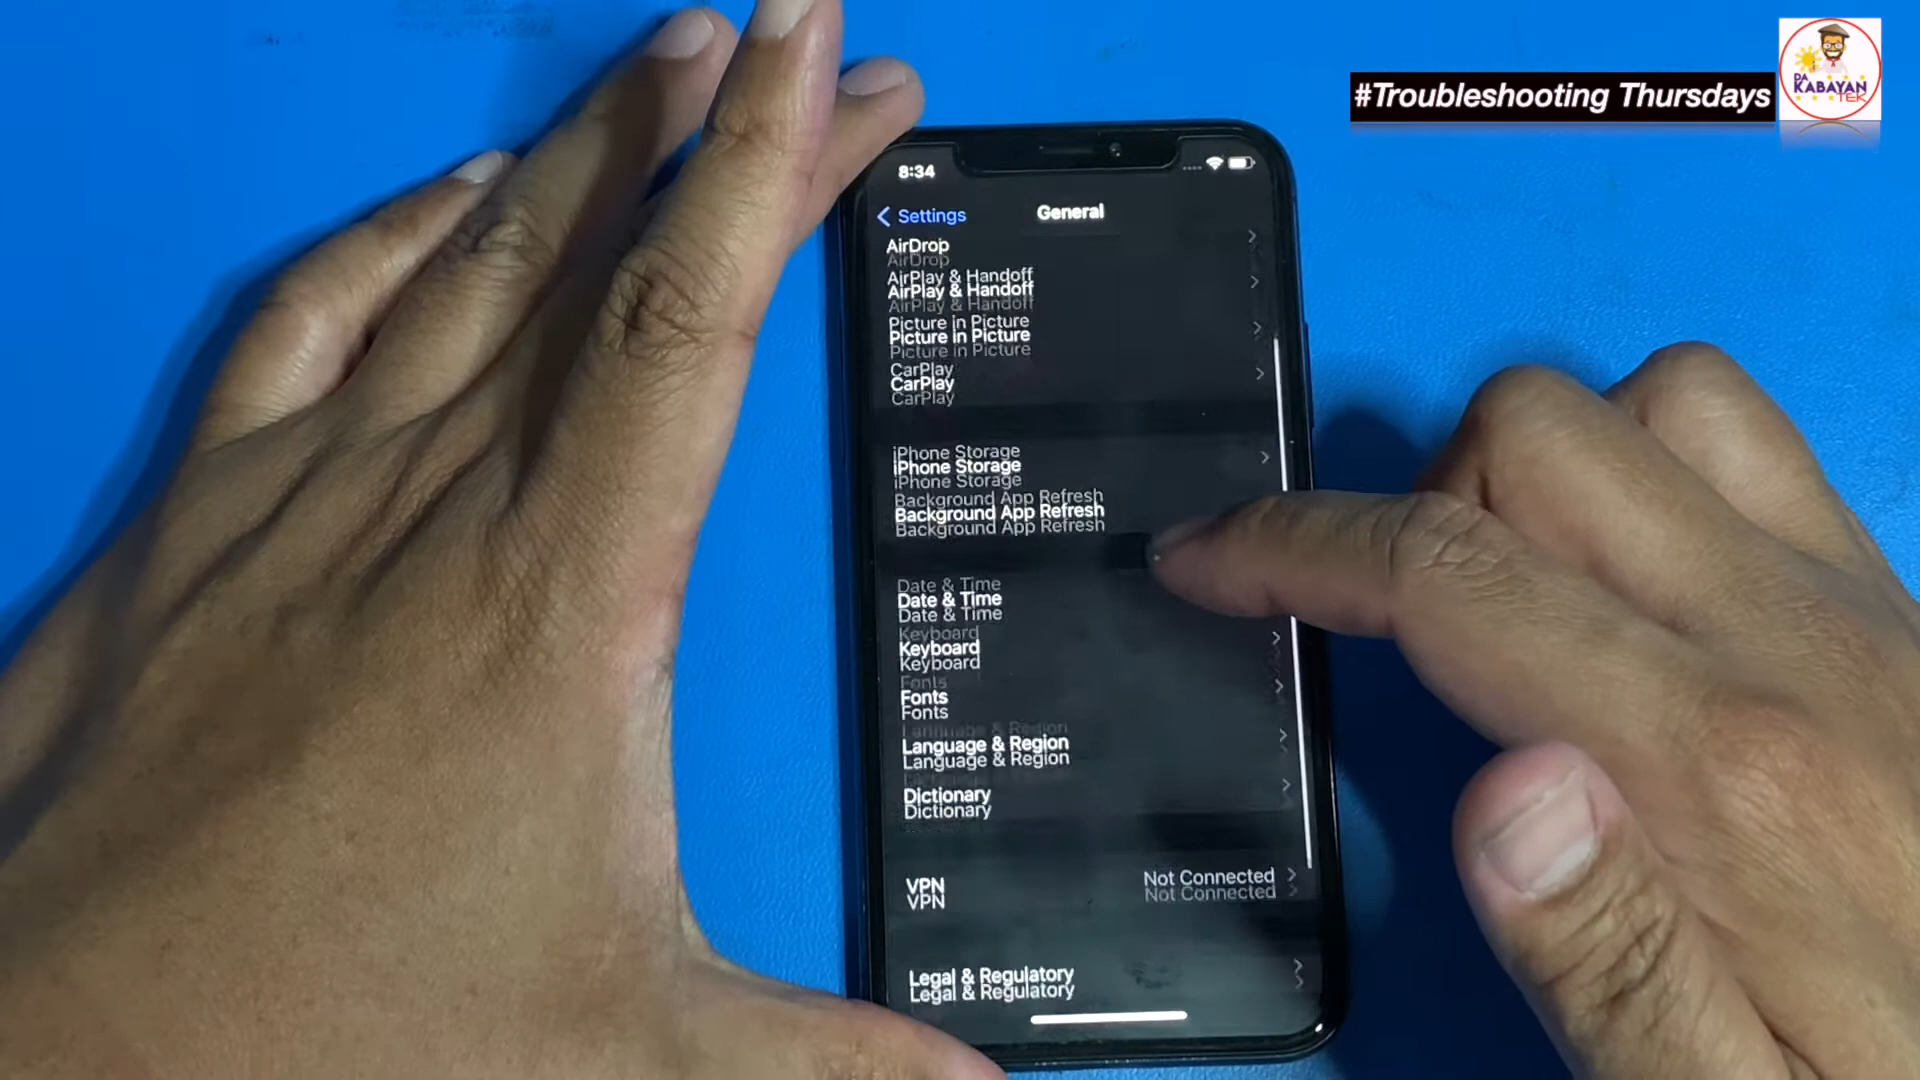 #Troubleshooting Thursdays
DA
KABAYAN
TEK
8:34
Settings
General
AirDrop
AirPlay & Handoff
Picture in Picture
CarPlay
iPhone Storage
Background App Refresh
Date & Time
Keyboard
Fonts
Language & Region
Dictionary
VPN Not Connected
Legal & Regulatory